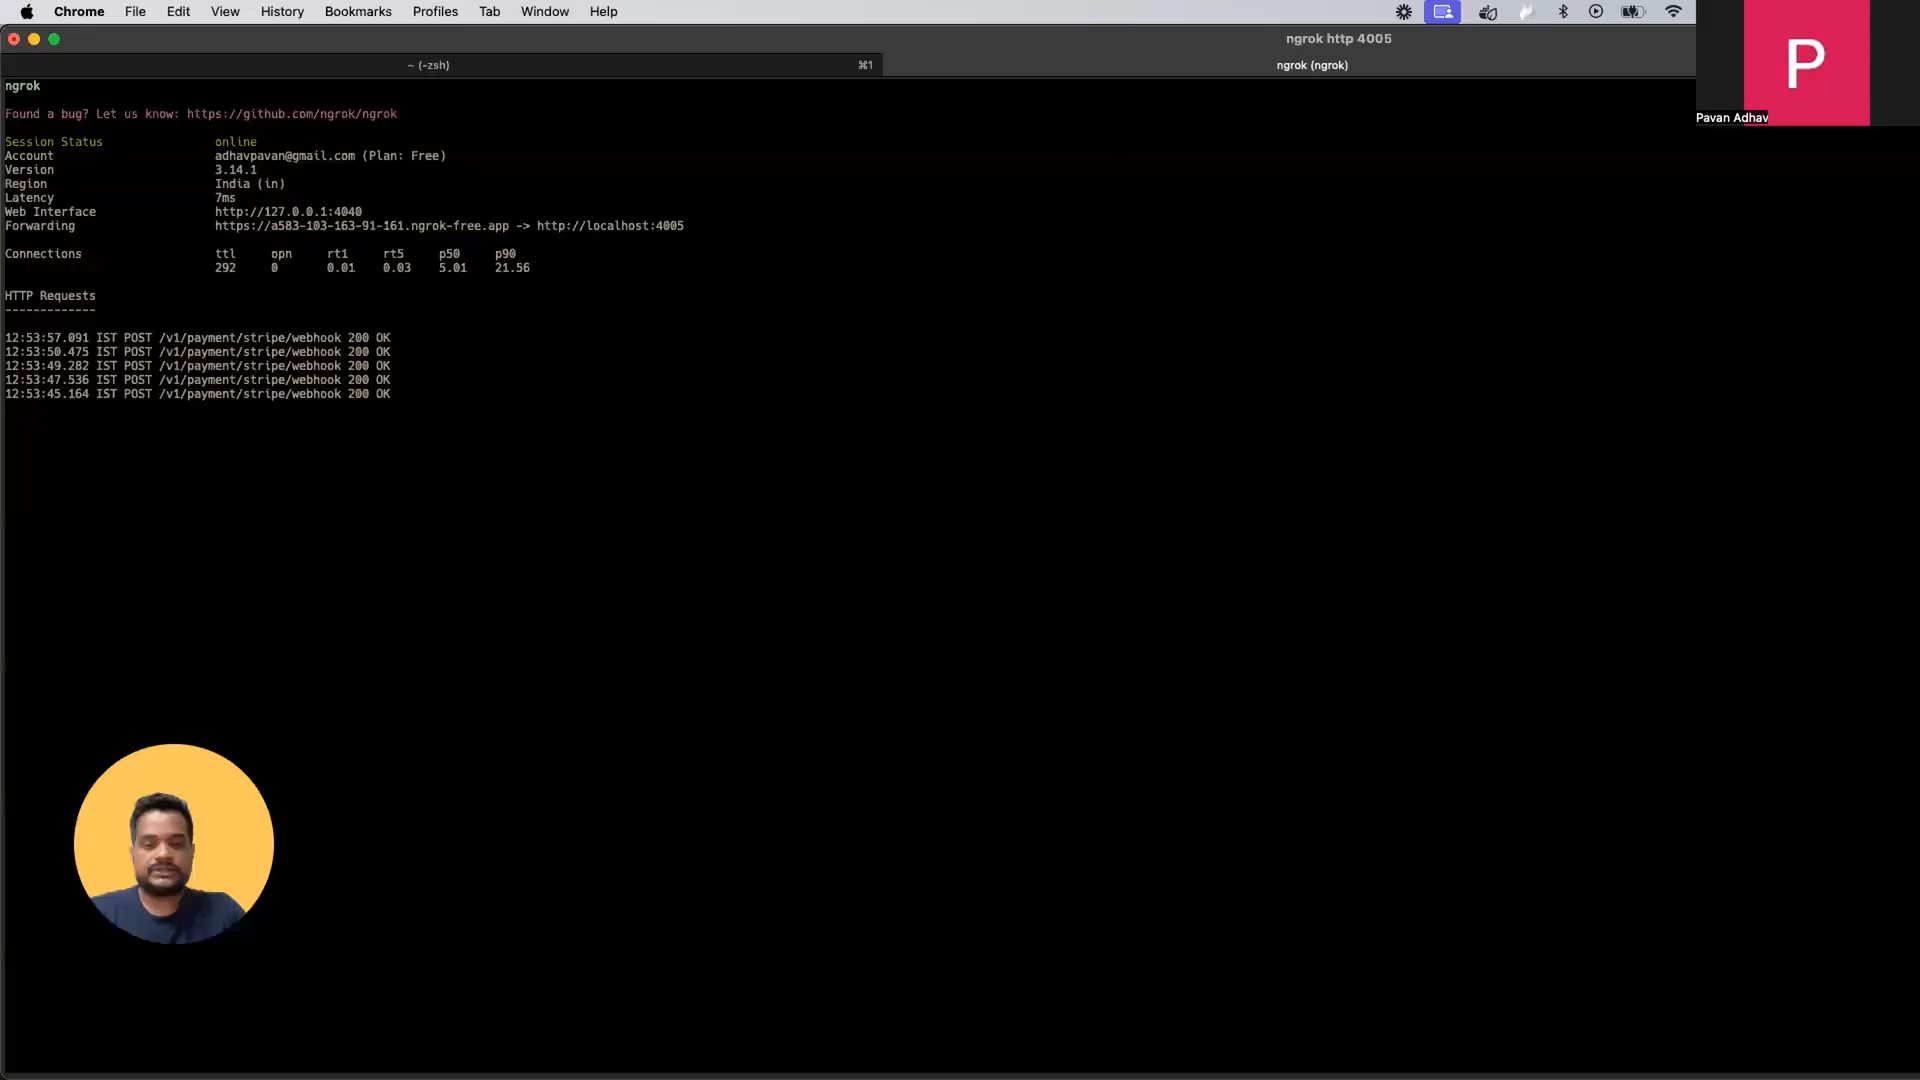 Chrome File Edit View History Bookmarks Profiles Tab Window Help
ngrok http 4005
~ (-zsh) ⌘1 ngrok (ngrok)
P
Pavan Adhav
ngrok
Found a bug? Let us know: https://github.com/ngrok/ngrok
Session Status online
Account adhavpavan@gmail.com (Plan: Free)
Version 3.14.1
Region India (in)
Latency 7ms
Web Interface http://127.0.0.1:4040
Forwarding https://a583-103-163-91-161.ngrok-free.app -> http://localhost:4005
Connections ttl opn rt1 rt5 p50 p90
292 0 0.01 0.03 5.01 21.56
HTTP Requests
-------------
12:53:57.091 IST POST /v1/payment/stripe/webhook 200 OK
12:53:50.475 IST POST /v1/payment/stripe/webhook 200 OK
12:53:49.282 IST POST /v1/payment/stripe/webhook 200 OK
12:53:47.536 IST POST /v1/payment/stripe/webhook 200 OK
12:53:45.164 IST POST /v1/payment/stripe/webhook 200 OK